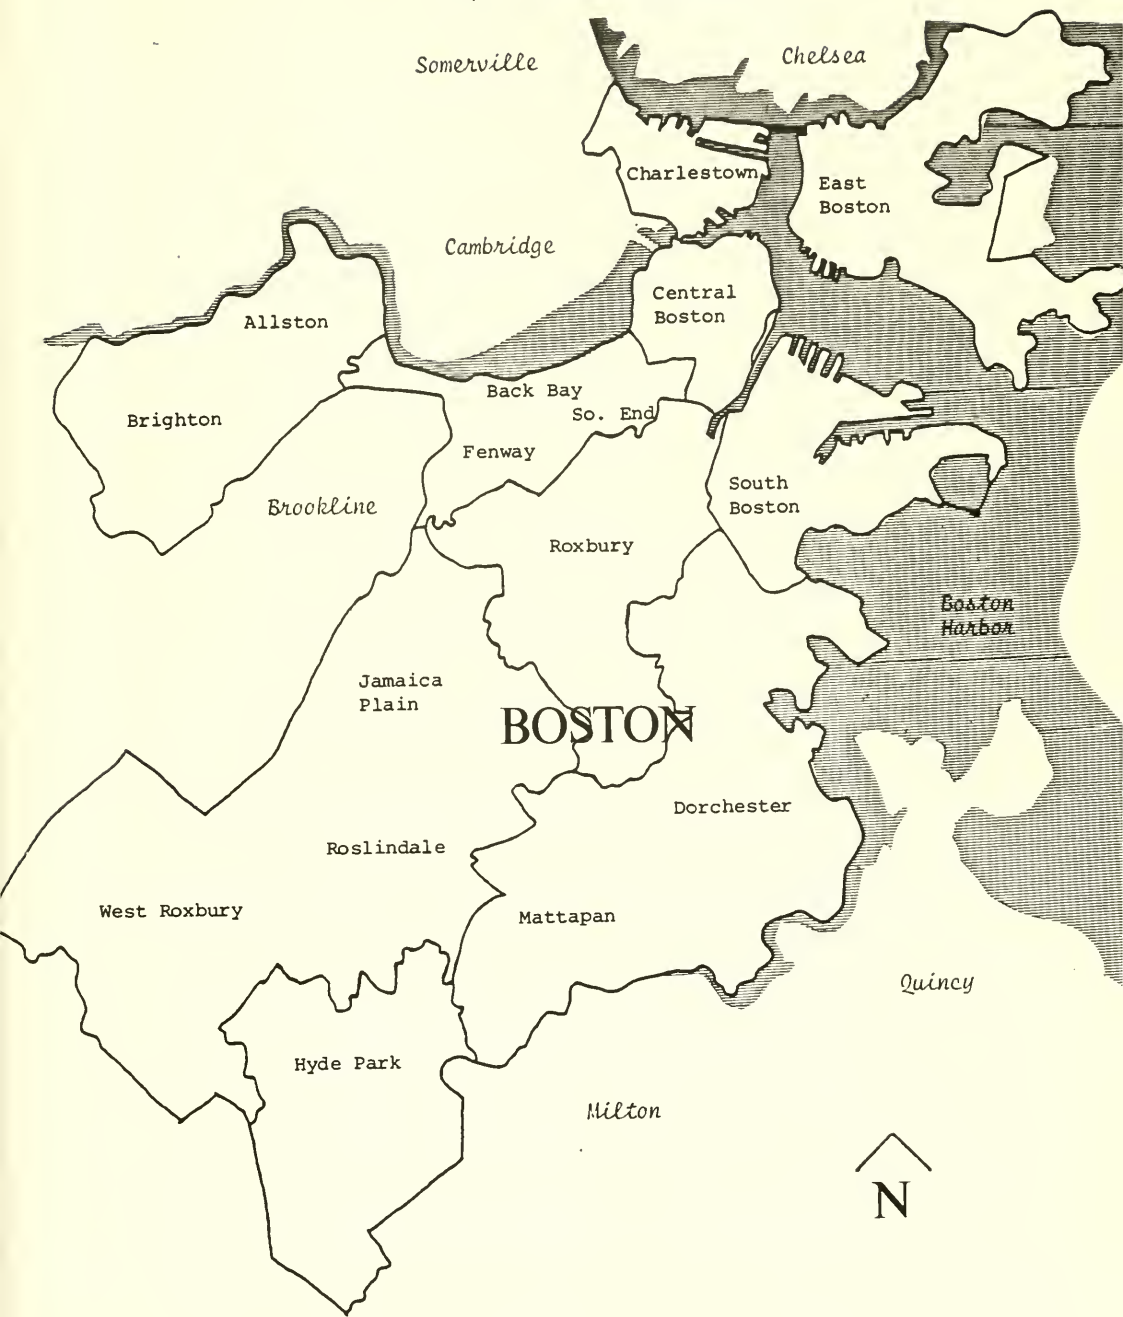 Somerville
Chelsea
Charlestown
East
Boston
Cambridge
Central
Boston
Allston
Back Bay
So. End
Brighton
Fenway
South
Boston
Brookline
Roxbury
Boston
Harbor
Jamaica
Plain
BOSTON
Dorchester
Roslindale
West Roxbury
Mattapan
Quincy
Hyde Park
Milton
N